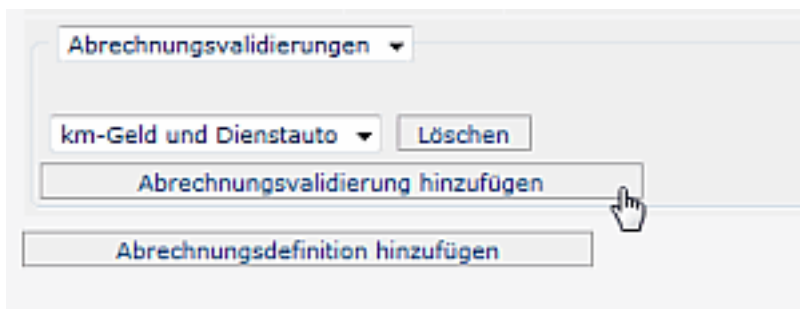 Abrechnungsvalidierungen
km-Geld und Dienstauto Löschen
Abrechnungsvalidierung hinzufügen
Abrechnungsdefinition hinzufügen